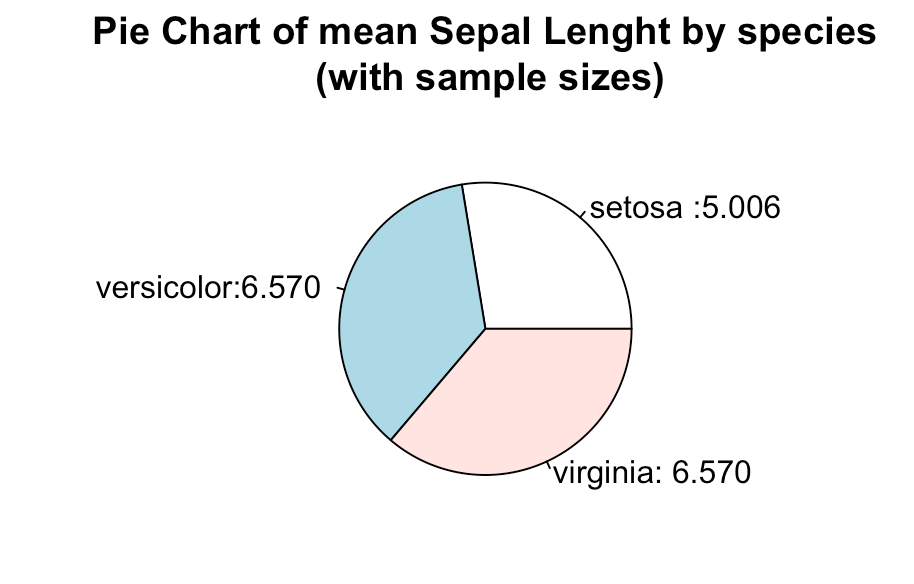 Pie Chart of mean Sepal Lenght by species
(with sample sizes)
setosa :5.006
versicolor:6.570
virginia: 6.570